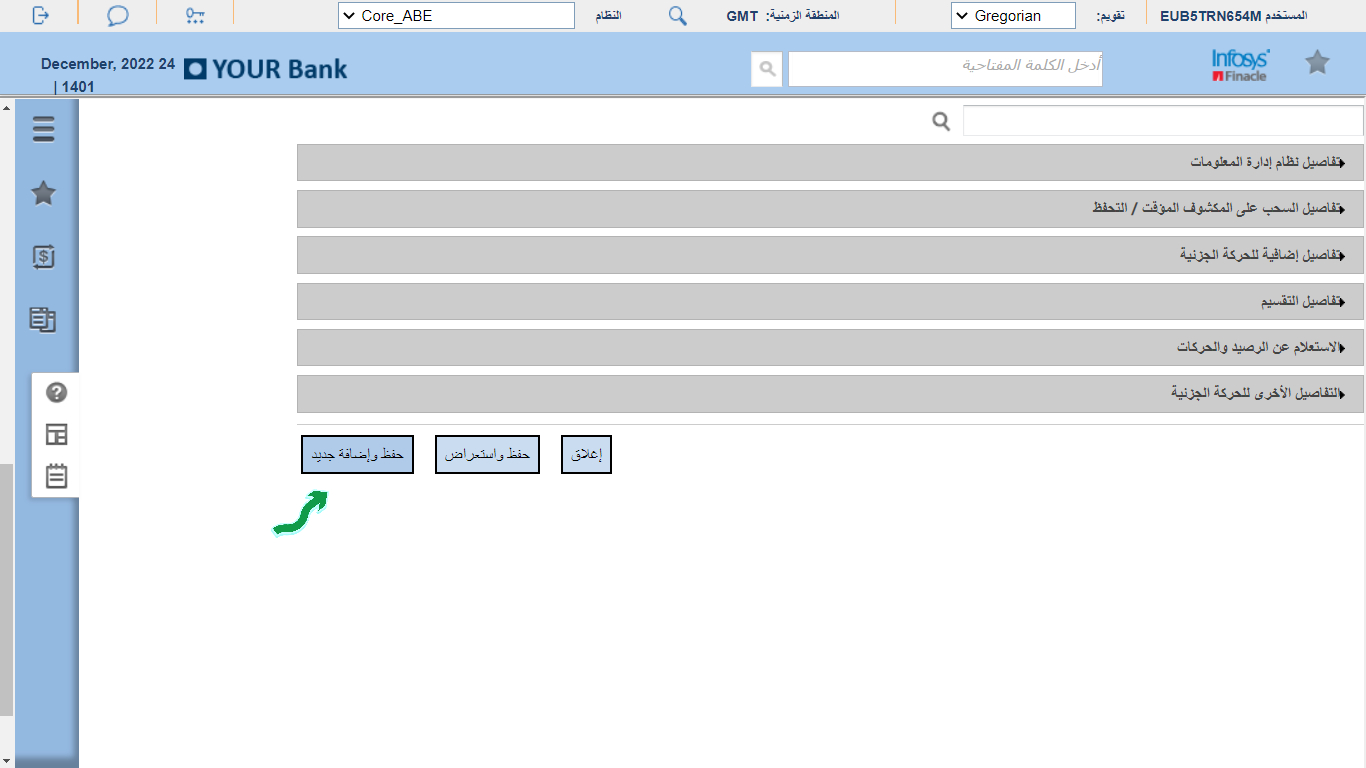 المستخدم EUB5TRN654M
تقويم:
Gregorian
المنطقة الزمنية: GMT
النظام
Core_ABE
Infosys
Finacle
أدخل الكلمة المفتاحية
YOUR Bank
December, 2022 24
| 1401
تفاصيل نظام إدارة المعلومات
تفاصيل السحب على المكشوف المؤقت / التحفظ
تفاصيل إضافية للحركة الجزئية
تفاصيل التقسيم
الاستعلام عن الرصيد والحركات
التفاصيل الأخرى للحركة الجزئية
إغلاق
حفظ واستعراض
حفظ وإضافة جديد